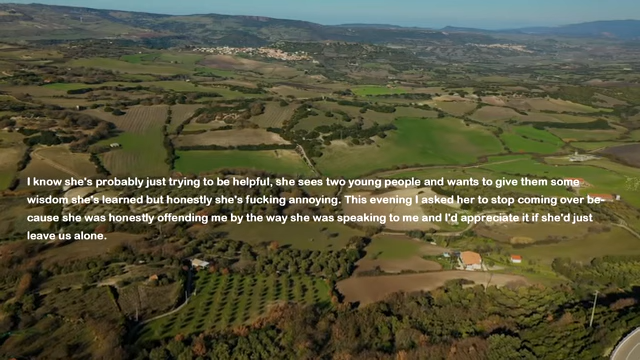 I know she's probably just trying to be helpful, she sees two young people and wants to give them some
wisdom she's learned but honestly she's fucking annoying. This evening I asked her to stop coming over be-
cause she was honestly offending me by the way she was speaking to me and I'd appreciate it if she'd just
leave us alone.